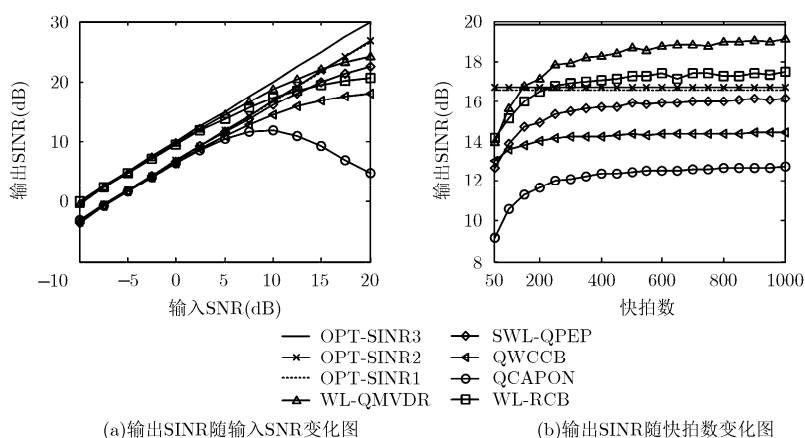 30
20
10
0
−10
输出SINR(dB)
−5
0
5
10
15
20
输入SNR(dB)
20
18
16
14
12
10
8
输出SINR(dB)
50
200
400
600
800
1000
快拍数
OPT-SINR3
OPT-SINR2
OPT-SINR1
WL-QMVDR
SWL-QPEP
QWCCB
QCAPON
WL-RCB
(a)输出SINR随输入SNR变化图
(b)输出SINR随快拍数变化图